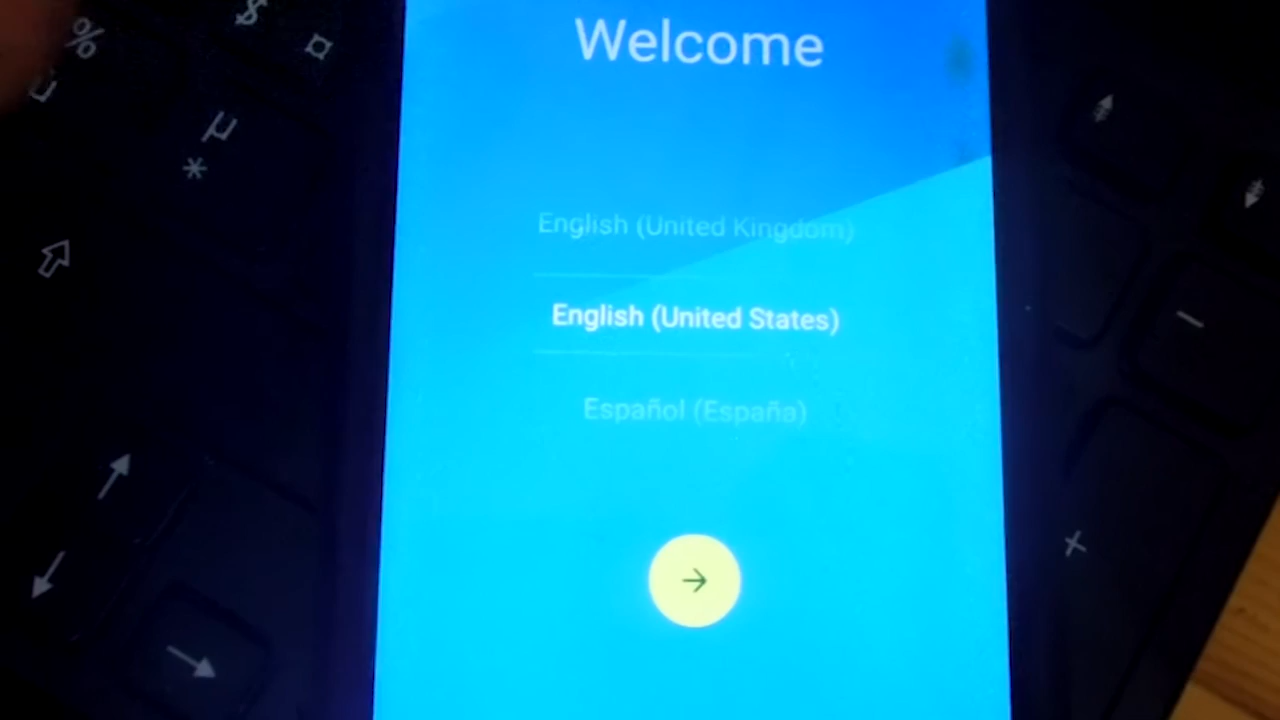 Welcome
English (United Kingdom)
English (United States)
Español (España)
%
$
¤
µ
*